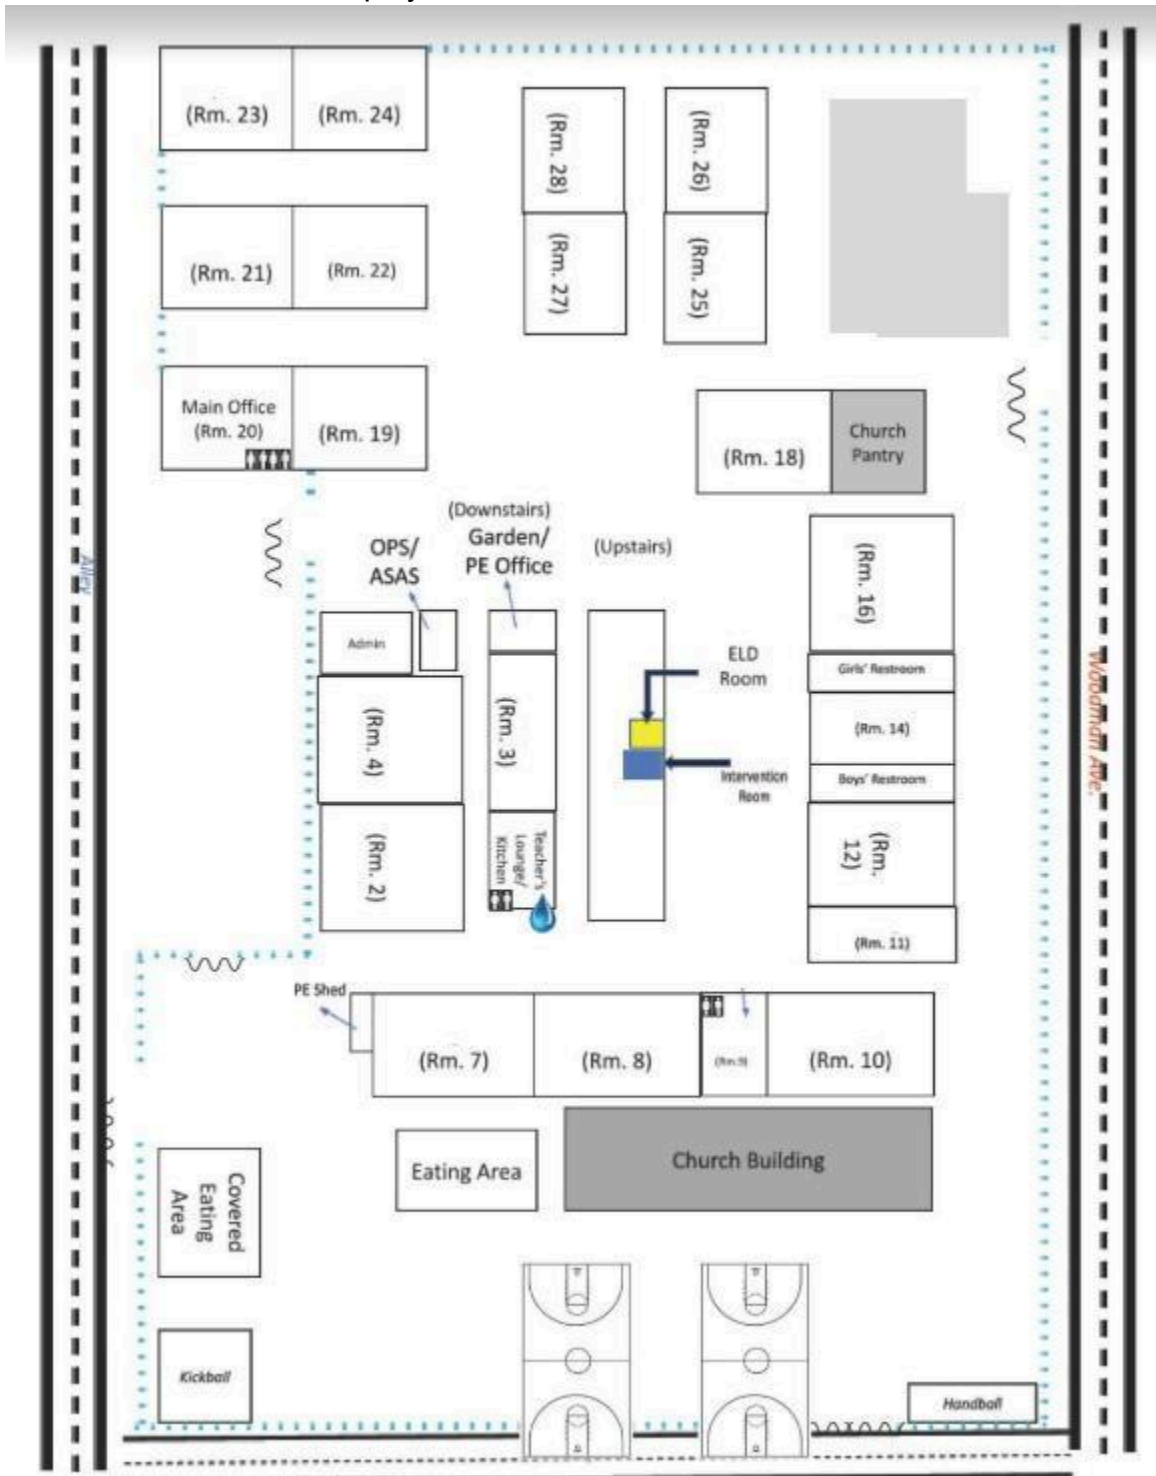 (Rm. 23)
(Rm. 24)
(Rm. 28)
(Rm. 26)
(Rm. 21)
(Rm. 22)
(Rm. 27)
(Rm. 25)
Main Office
(Rm. 20)
(Rm. 19)
(Rm. 18)
Church
Pantry
(Downstairs)
Garden/
PE Office
OPS/
ASAS
(Upstairs)
Alley
(Rm. 16)
Admin
ELD
Room
Girls' Restroom
Woodman Ave.
(Rm. 4)
(Rm. 3)
(Rm. 14)
Intervention
Room
Boys' Restroom
(Rm. 2)
Teacher's
Lounge/
Kitchen
(Rm.
12)
(Rm. 11)
PE Shed
(Rm. 7)
(Rm. 8)
(Rm.9)
(Rm. 10)
Eating Area
Church Building
Covered
Eating
Area
Kickball
Handball